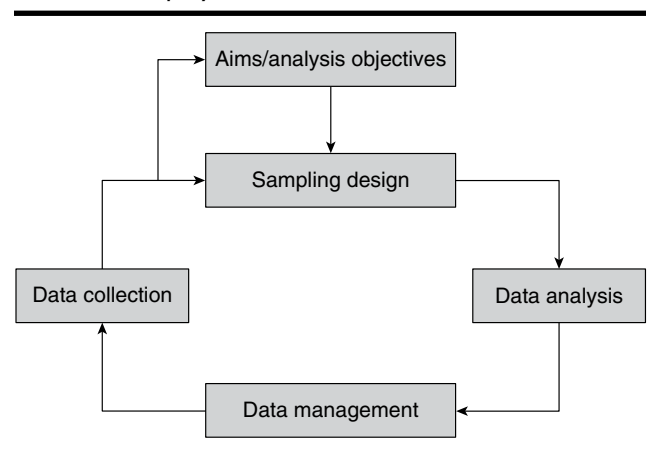 Aims/analysis objectives
Sampling design
Data collection
Data analysis
Data management